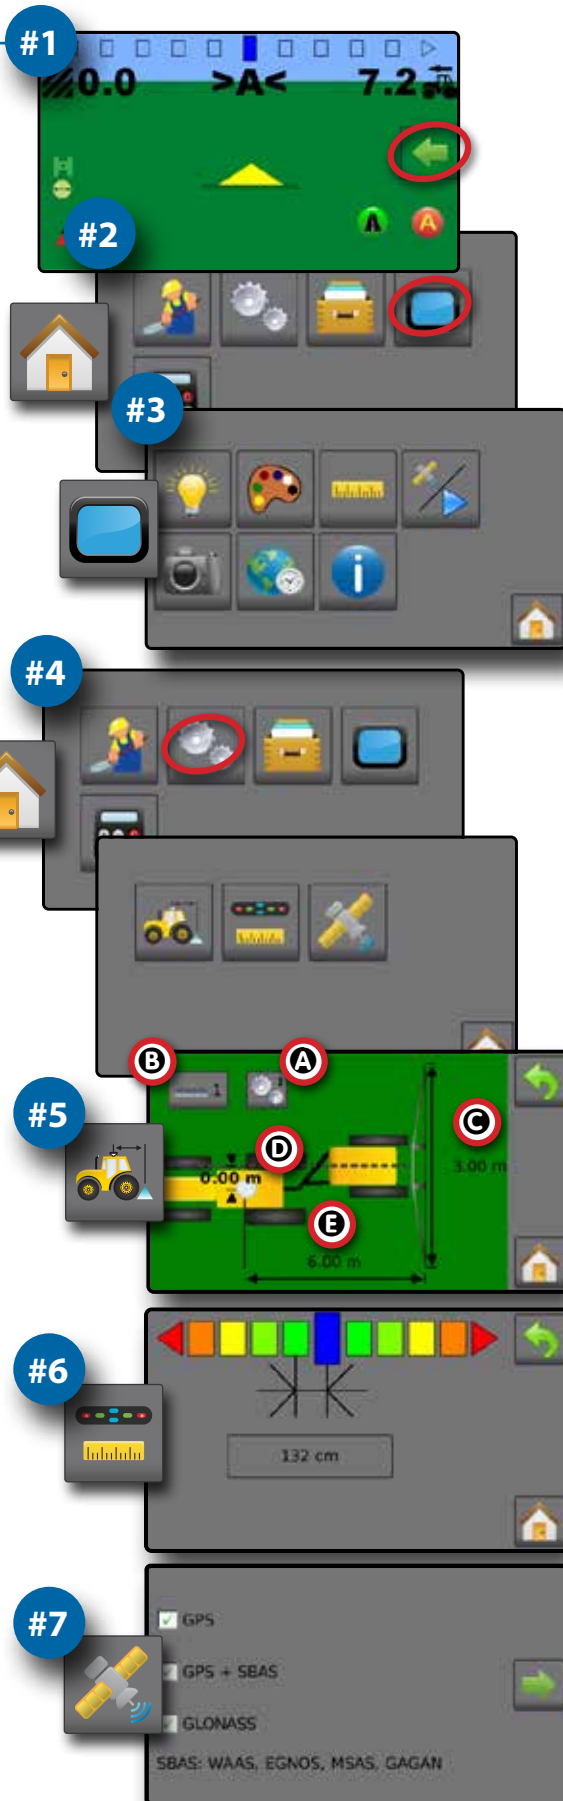 #1
0.0 >A< 7.2
A
#2
#3
#4
#5
B A
D C
0.00 m 3.00 m
E
6.00 m
#6
132 cm
#7
GPS
GPS + SBAS
GLONASS
SBAS: WAAS, EGNOS, MSAS, GAGAN